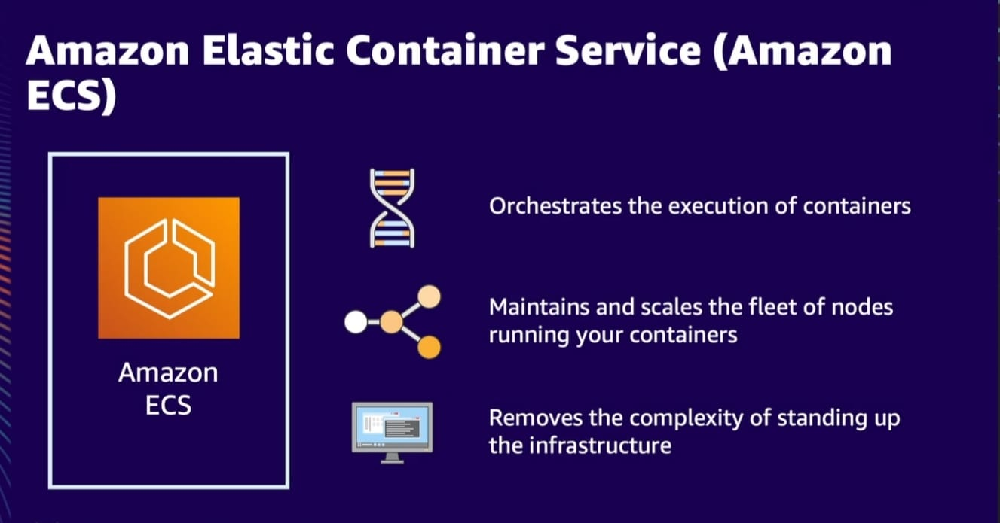 Amazon Elastic Container Service (Amazon
ECS)
Amazon
ECS
Orchestrates the execution of containers
Maintains and scales the fleet of nodes
running your containers
Removes the complexity of standing up
the infrastructure